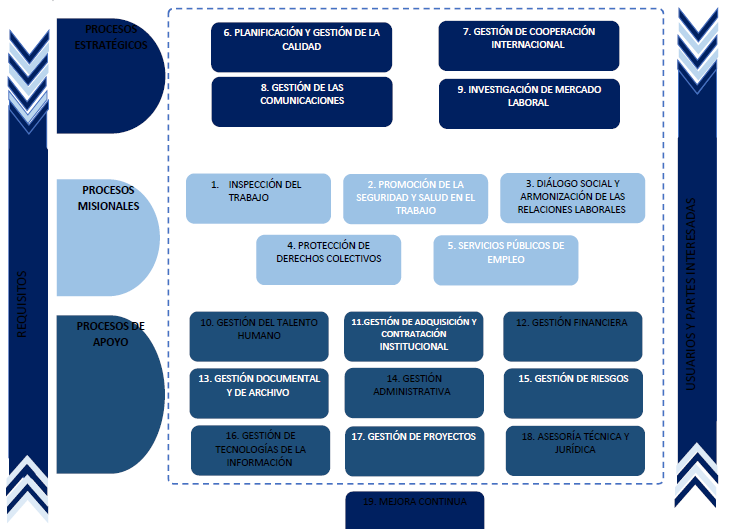 PROCESOS
ESTRATÉGICOS
6. PLANIFICACIÓN Y GESTIÓN DE LA
CALIDAD
7. GESTIÓN DE COOPERACIÓN
INTERNACIONAL
8. GESTIÓN DE LAS
COMUNICACIONES
9. INVESTIGACIÓN DE MERCADO
LABORAL
PROCESOS
MISIONALES
1. INSPECCIÓN DEL
TRABAJO
2. PROMOCIÓN DE LA
SEGURIDAD Y SALUD EN EL
TRABAJO
3. DIÁLOGO SOCIAL Y
ARMONIZACIÓN DE LAS
RELACIONES LABORALES
4. PROTECCIÓN DE
DERECHOS COLECTIVOS
5. SERVICIOS PÚBLICOS DE
EMPLEO
PROCESOS DE
APOYO
10. GESTIÓN DEL TALENTO
HUMANO
11.GESTIÓN DE ADQUISICIÓN Y
CONTRATACIÓN
INSTITUCIONAL
12. GESTIÓN FINANCIERA
13. GESTIÓN DOCUMENTAL
Y DE ARCHIVO
14. GESTIÓN
ADMINISTRATIVA
15. GESTIÓN DE RIESGOS
16. GESTIÓN DE
TECNOLOGÍAS DE LA
INFORMACIÓN
17. GESTIÓN DE PROYECTOS
18. ASESORÍA TÉCNICA Y
JURÍDICA
19. MEJORA CONTINUA
REQUISITOS
USUARIOS Y PARTES INTERESADAS